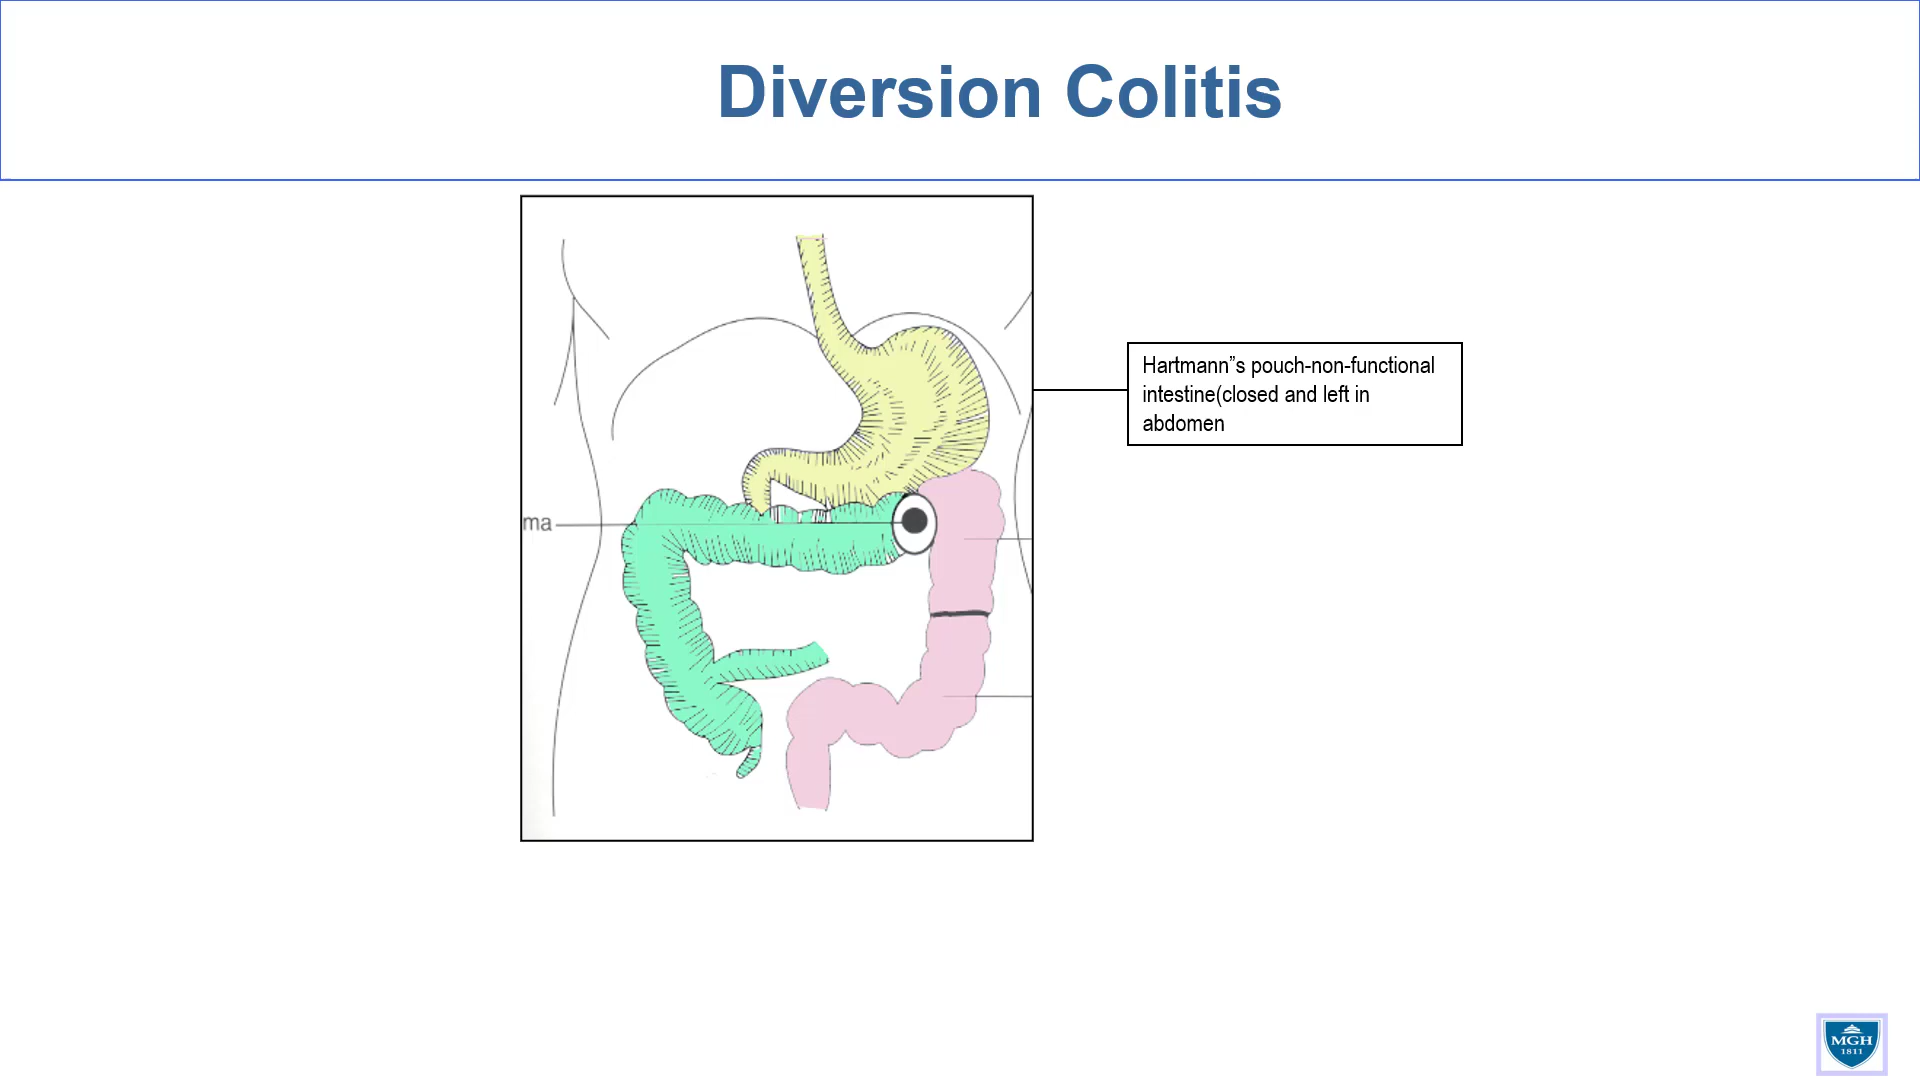 Diversion Colitis
Hartmann”s pouch-non-functional
intestine(closed and left in
abdomen
ma
MGH
1811